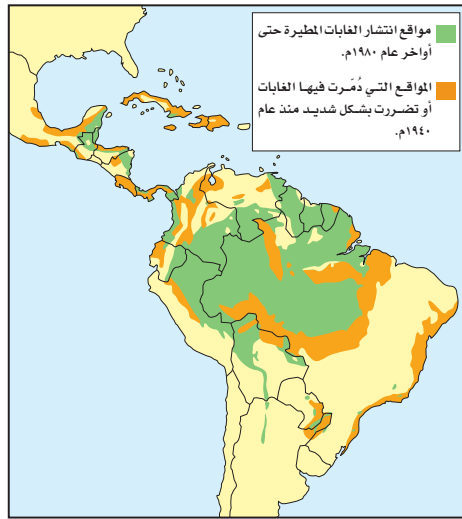 مواقع انتشار الغابات المطيرة حتى
أواخر عام ١٩٨٠م.
المواقع التي دُمّرت فيها الغابات
أو تضررت بشكل شديد منذ عام
١٩٤٠م.